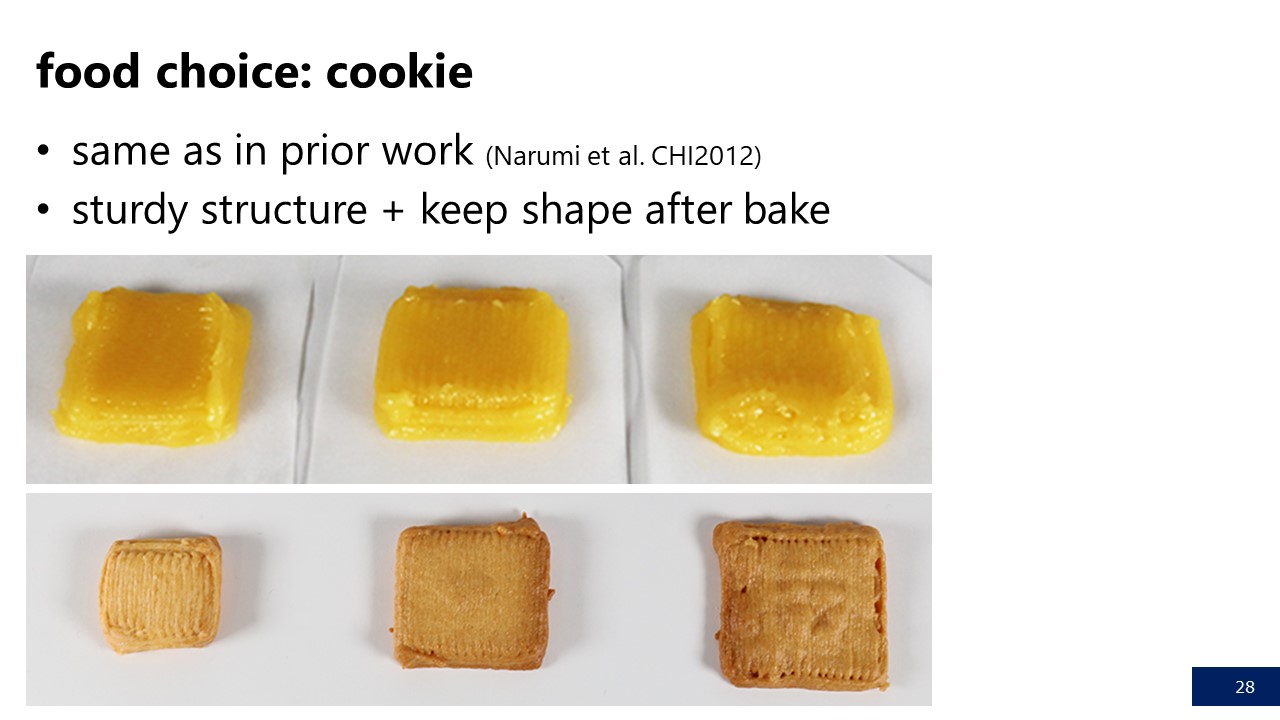 food choice: cookie
• same as in prior work (Narumi et al. CHI2012)
• sturdy structure + keep shape after bake
28